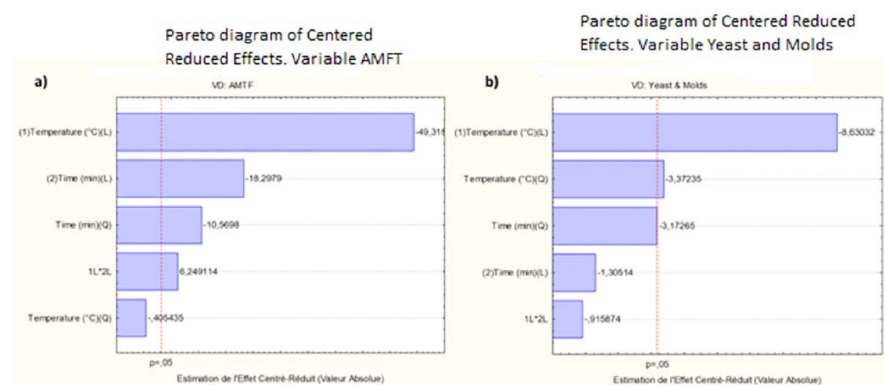 Pareto diagram of Centered
Reduced Effects. Variable AMFT
a)
VD: AMTF
(1)Temperature (°C)(L)
-49,315
(2)Time (min)(L)
-18,2979
Time (min)(Q)
-10,5698
1L*2L
6,249114
Temperature (°C)(Q)
-,405435
p=,05
Estimation de l'Effet Centré-Réduit (Valeur Absolue)
Pareto diagram of Centered Reduced
Effects. Variable Yeast and Molds
b)
VD: Yeast & Molds
(1)Temperature (°C)(L)
-8,63032
Temperature (°C)(Q)
-3,37235
Time (min)(Q)
-3,17265
(2)Time (min)(L)
-1,30514
1L*2L
-,915874
p=,05
Estimation de l'Effet Centré-Réduit (Valeur Absolue)